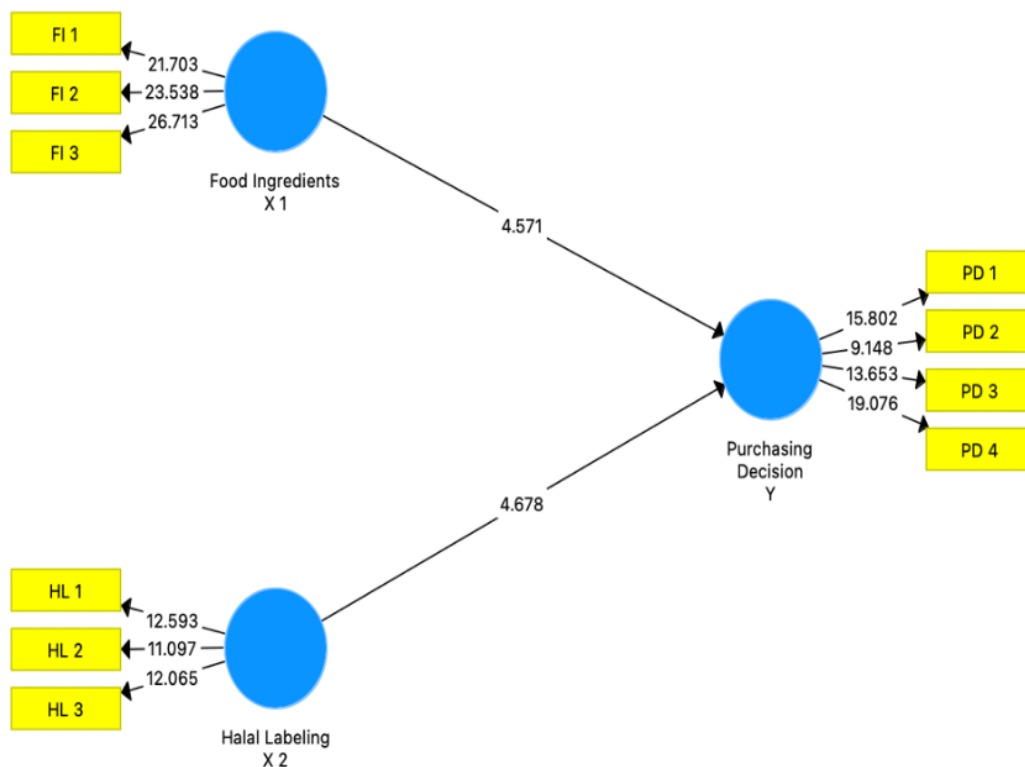 FI 1
21.703
FI 2
23.538
FI 3
26.713
Food Ingredients
X 1
4.571
PD 1
15.802
PD 2
9.148
PD 3
13.653
PD 4
19.076
Purchasing
Decision
Y
4.678
HL 1
12.593
HL 2
11.097
HL 3
12.065
Halal Labeling
X 2